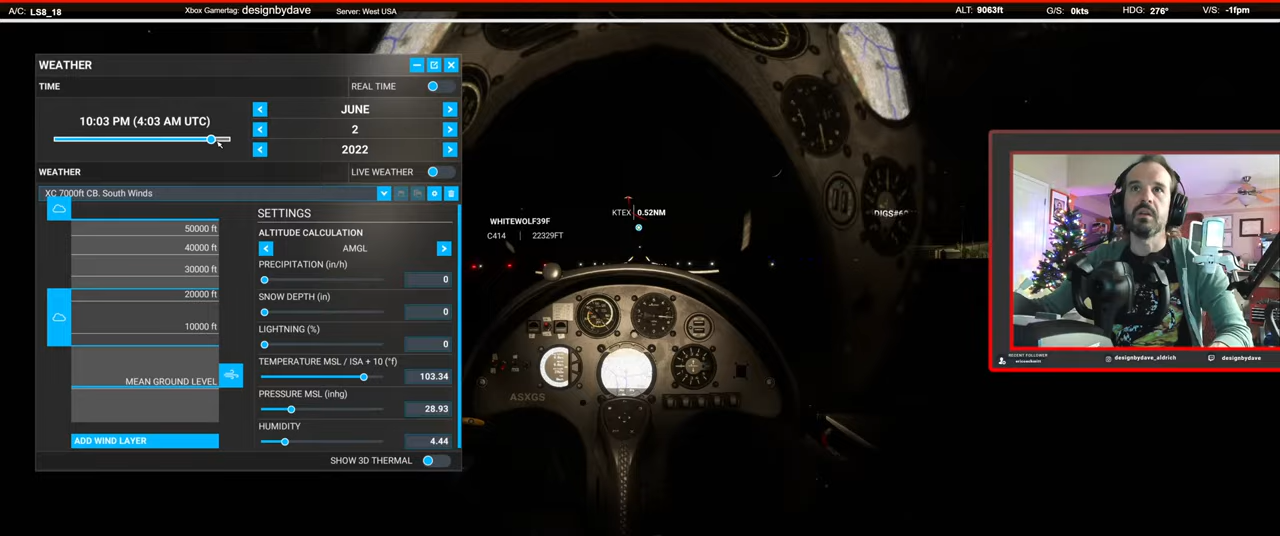 A/C: LS8_18
Xbox Gamertag: designbydave
Server: West USA
ALT: 9063ft
G/S: 0kts
HDG: 276°
V/S: -1fpm
WEATHER
TIME
REAL TIME
10:03 PM (4:03 AM UTC)
JUNE
2
2022
WEATHER
LIVE WEATHER
XC 7000ft CB. South Winds
50000 ft
40000 ft
30000 ft
20000 ft
10000 ft
MEAN GROUND LEVEL
ADD WIND LAYER
SETTINGS
ALTITUDE CALCULATION
AMGL
PRECIPITATION (in/h)
0
SNOW DEPTH (in)
0
LIGHTNING (%)
0
TEMPERATURE MSL / ISA + 10 (°f)
103.34
PRESSURE MSL (inhg)
28.93
HUMIDITY
4.44
SHOW 3D THERMAL
WHITEWOLF39F
C414 | 22329FT
KTEX 0.52NM
ASXGS
RECENT FOLLOWER
designbydave_aldrich
designbydave